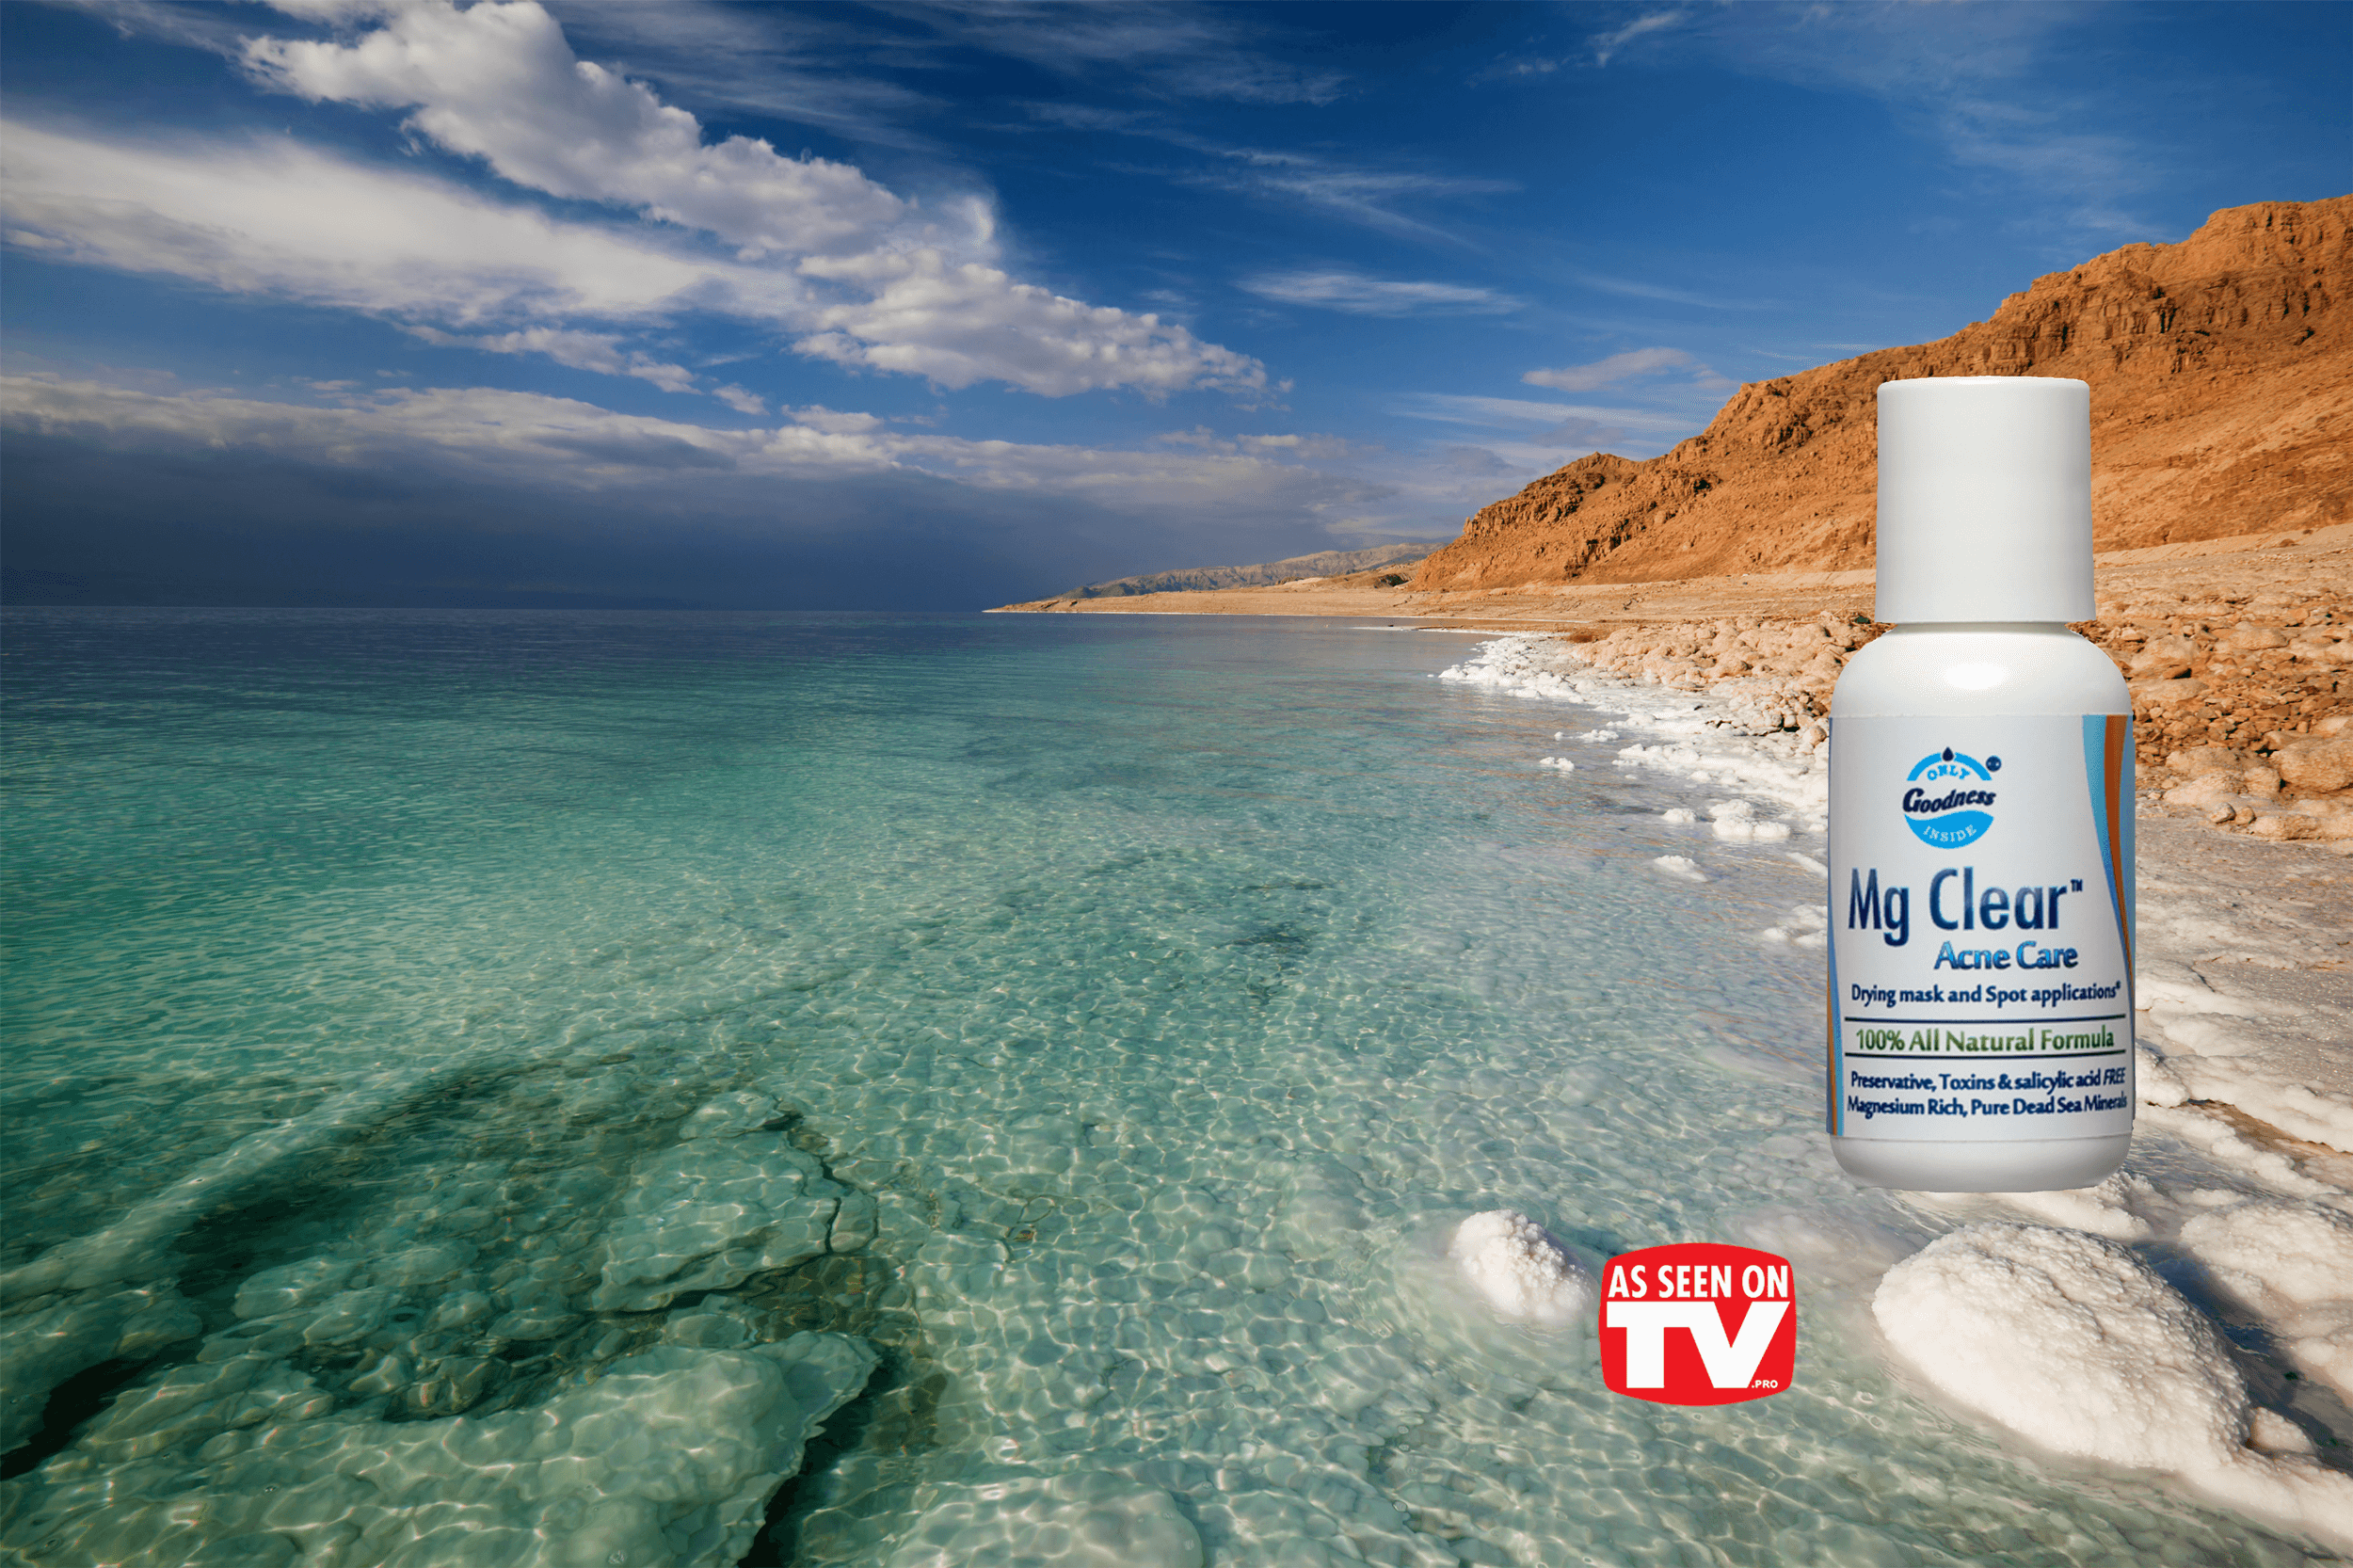 ONLY
Goodness
INSIDE
Mg Clear™
Acne Care
Drying mask and Spot applications*
100% All Natural Formula
Preservative, Toxins & salicylic acid FREE
Magnesium Rich, Pure Dead Sea Minerals
AS SEEN ON
TV
.PRO